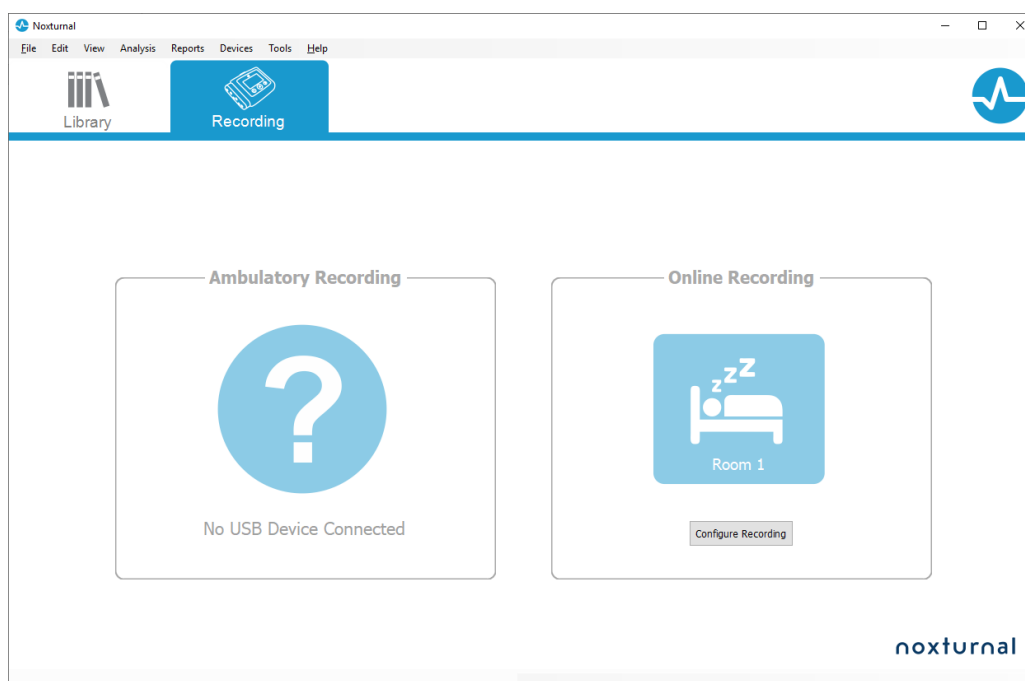 Noxturnal
File Edit View Analysis Reports Devices Tools Help
Library
Recording
Ambulatory Recording
No USB Device Connected
Online Recording
zzz
Room 1
Configure Recording
noxturnal